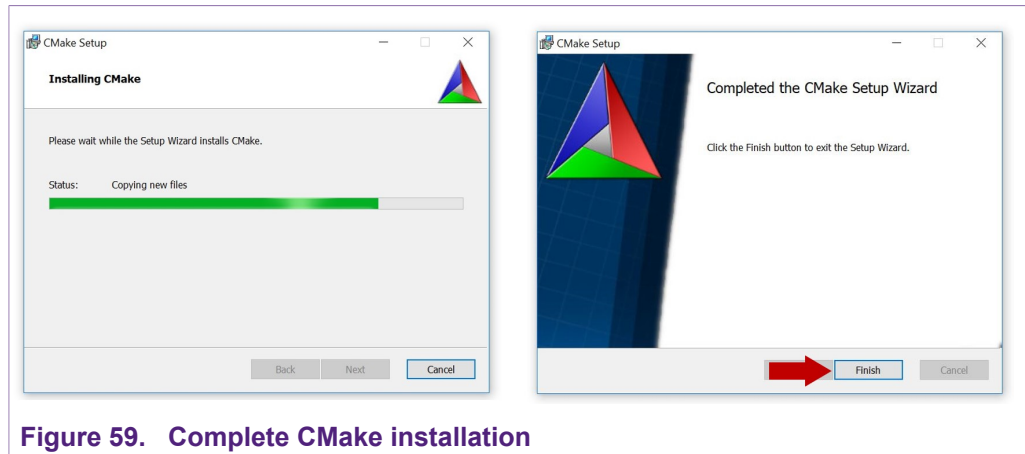 CMake Setup
Installing CMake
Please wait while the Setup Wizard installs CMake.
Status: Copying new files
Back Next Cancel
CMake Setup
Completed the CMake Setup Wizard
Click the Finish button to exit the Setup Wizard.
Finish Cancel
Figure 59. Complete CMake installation